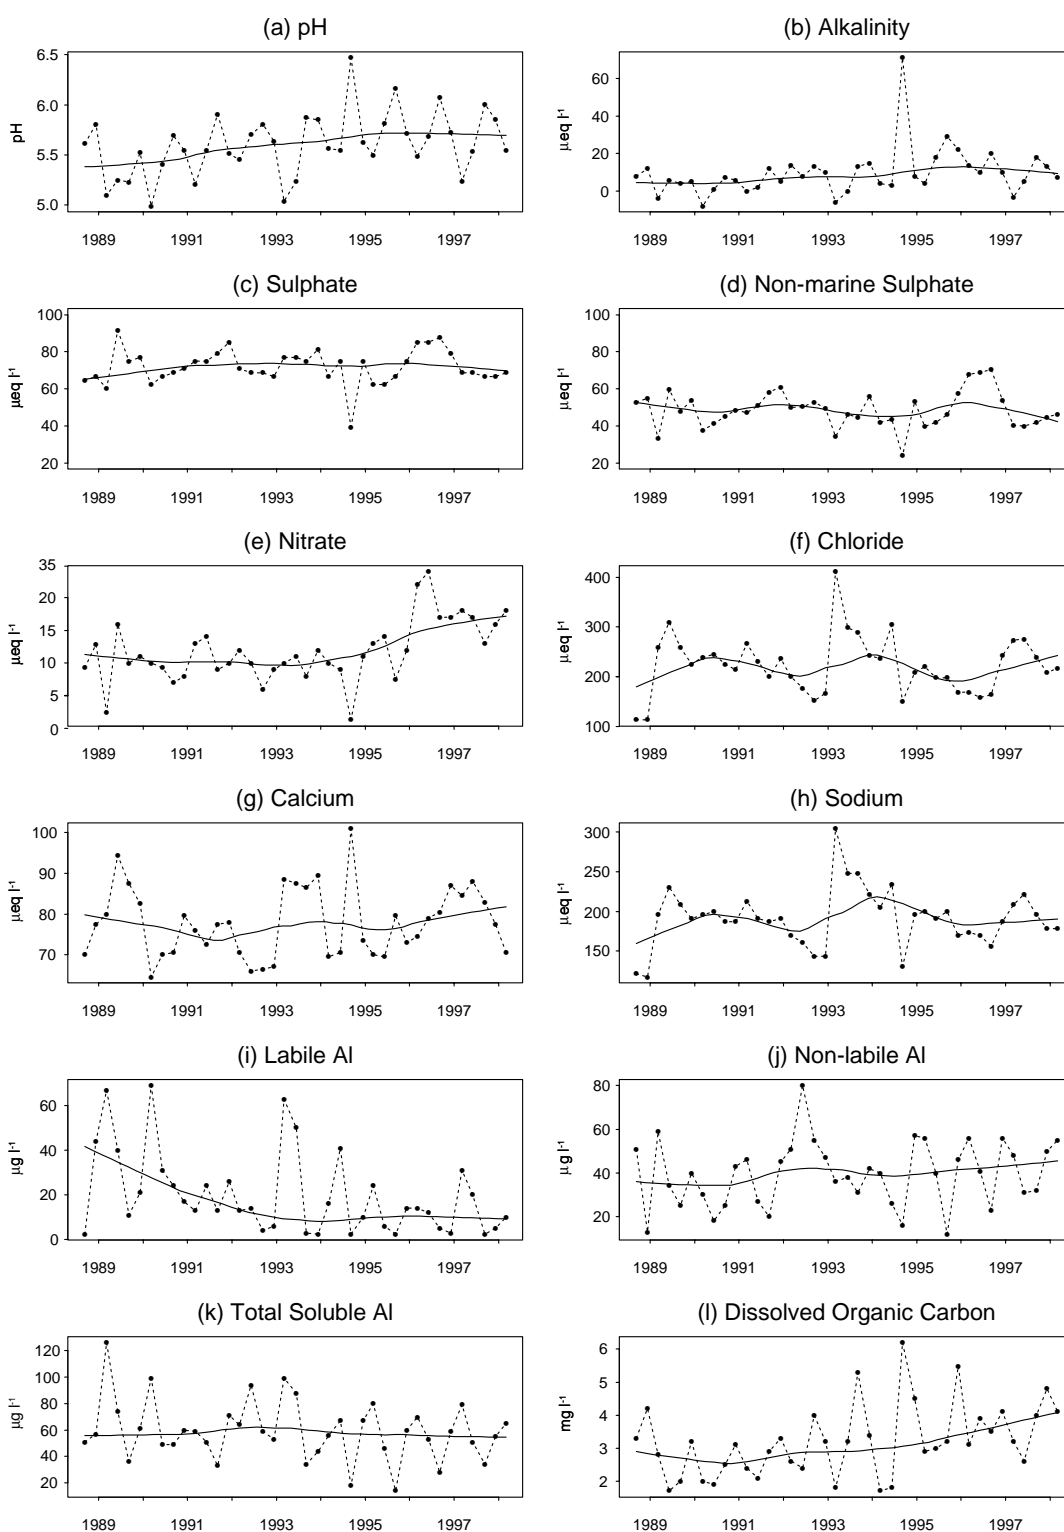 (a) pH
6.5
6.0
5.5
5.0
pH
1989 1991 1993 1995 1997
(b) Alkalinity
60
40
20
0
µeq l-1
1989 1991 1993 1995 1997
(c) Sulphate
100
80
60
40
20
µeq l-1
1989 1991 1993 1995 1997
(d) Non-marine Sulphate
100
80
60
40
20
µeq l-1
1989 1991 1993 1995 1997
(e) Nitrate
35
20
15
10
5
0
µeq l-1
1989 1991 1993 1995 1997
(f) Chloride
400
300
200
100
µeq l-1
1989 1991 1993 1995 1997
(g) Calcium
100
90
80
70
µeq l-1
1989 1991 1993 1995 1997
(h) Sodium
300
250
200
150
µeq l-1
1989 1991 1993 1995 1997
(i) Labile Al
60
40
20
0
µg l-1
1989 1991 1993 1995 1997
(j) Non-labile Al
80
60
40
20
µg l-1
1989 1991 1993 1995 1997
(k) Total Soluble Al
120
100
80
60
40
20
µg l-1
1989 1991 1993 1995 1997
(l) Dissolved Organic Carbon
6
5
4
3
2
mg l-1
1989 1991 1993 1995 1997